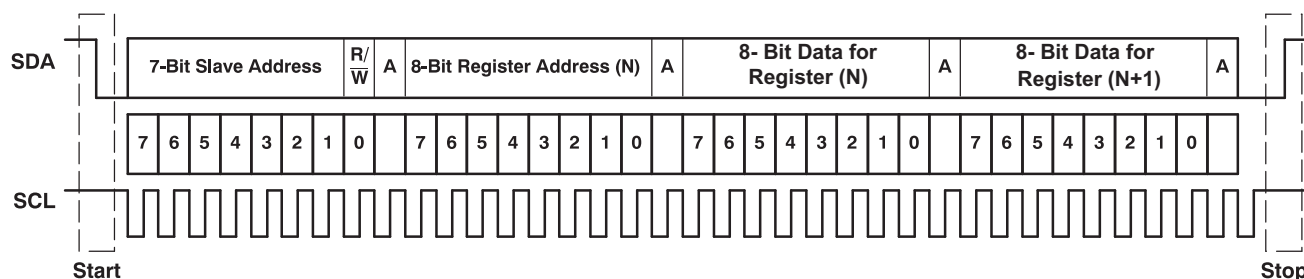 SDA
7-Bit Slave Address
R/
W
A
8-Bit Register Address (N)
A
8- Bit Data for
Register (N)
A
8- Bit Data for
Register (N+1)
A
7 6 5 4 3 2 1 0 7 6 5 4 3 2 1 0 7 6 5 4 3 2 1 0 7 6 5 4 3 2 1 0
SCL
Start
Stop